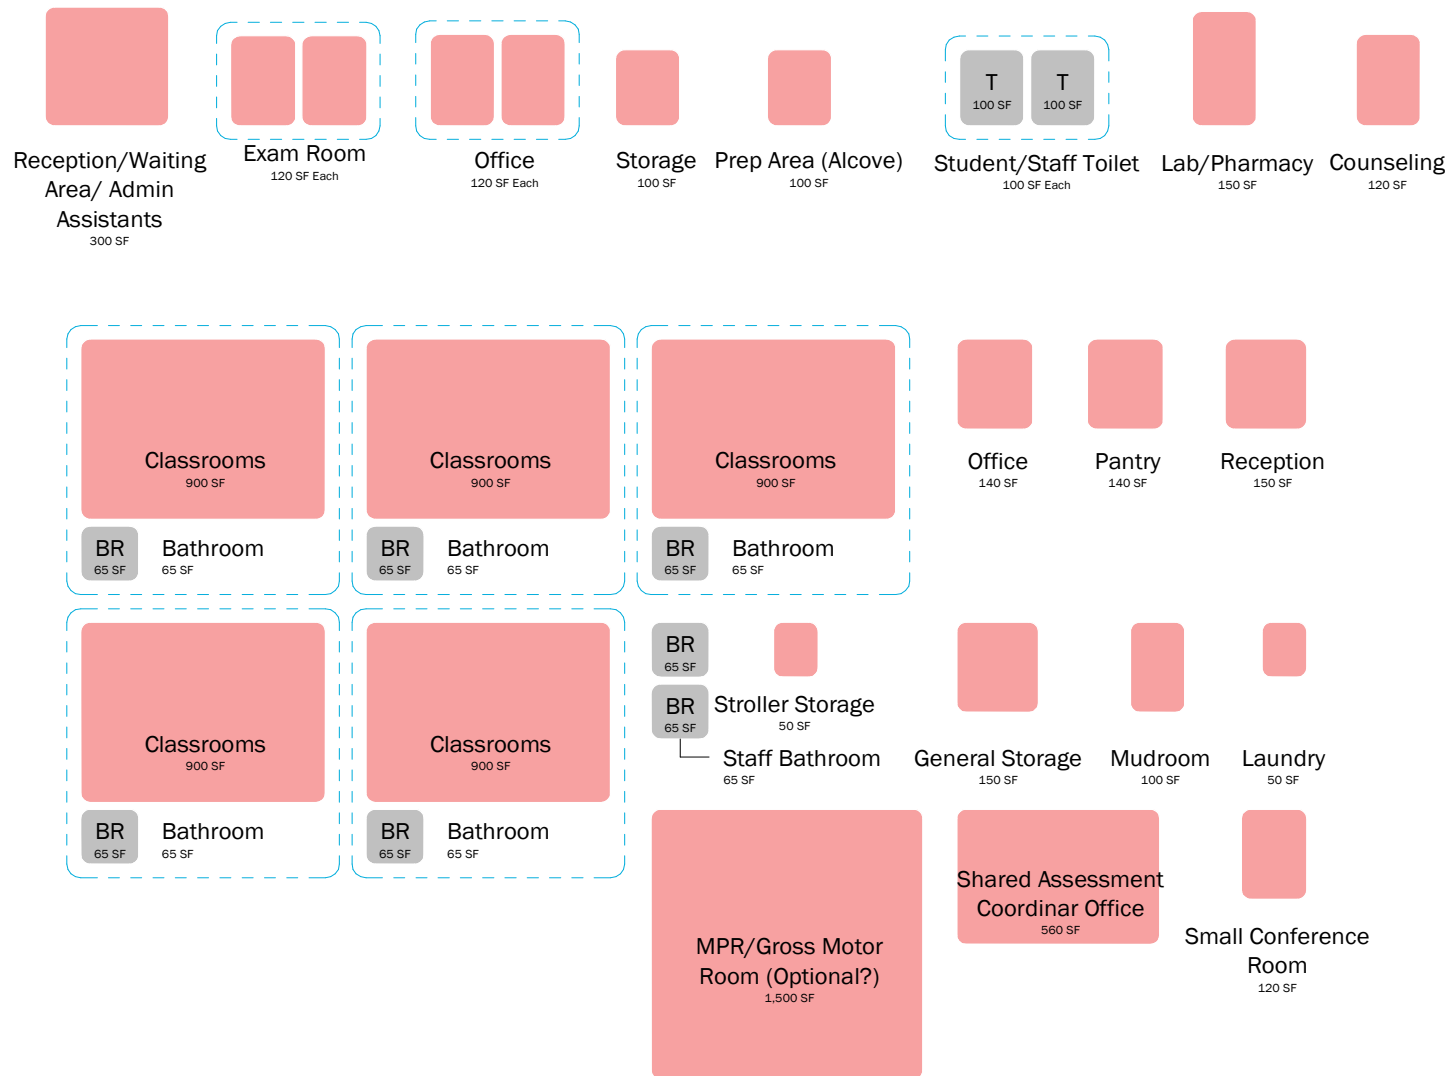 T
100 SF
T
100 SF
Reception/Waiting
Area/ Admin
Assistants
300 SF
Exam Room
120 SF Each
Office
120 SF Each
Storage
100 SF
Prep Area (Alcove)
100 SF
Student/Staff Toilet
100 SF Each
Lab/Pharmacy
150 SF
Counseling
120 SF
Classrooms
900 SF
Classrooms
900 SF
Classrooms
900 SF
Office
140 SF
Pantry
140 SF
Reception
150 SF
BR
65 SF
Bathroom
65 SF
BR
65 SF
Bathroom
65 SF
BR
65 SF
Bathroom
65 SF
Classrooms
900 SF
Classrooms
900 SF
BR
65 SF
BR
65 SF
Stroller Storage
50 SF
Staff Bathroom
65 SF
General Storage
150 SF
Mudroom
100 SF
Laundry
50 SF
BR
65 SF
Bathroom
65 SF
BR
65 SF
Bathroom
65 SF
MPR/Gross Motor
Room (Optional?)
1,500 SF
Shared Assessment
Coordinar Office
560 SF
Small Conference
Room
120 SF